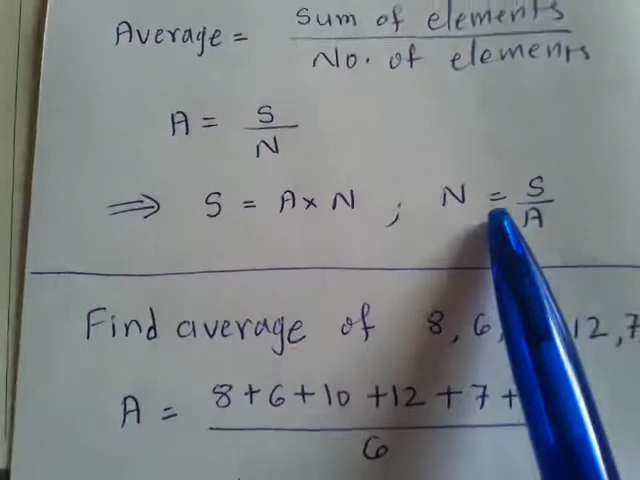 Average = Sum of elements / No. of elements
A = S / N
⇒ S = A × N ; N = S / A
Find average of 8, 6, 12, 7
A = 8 + 6 + 10 + 12 + 7 + / 6